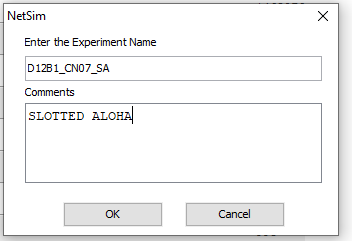 NetSim
Enter the Experiment Name
D12B1_CN07_SA
Comments
SLOTTED ALOHA
OK
Cancel